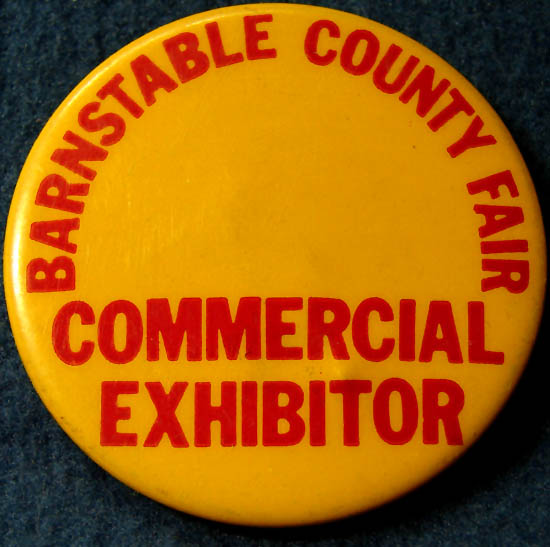 BARNSTABLE COUNTY FAIR
COMMERCIAL
EXHIBITOR